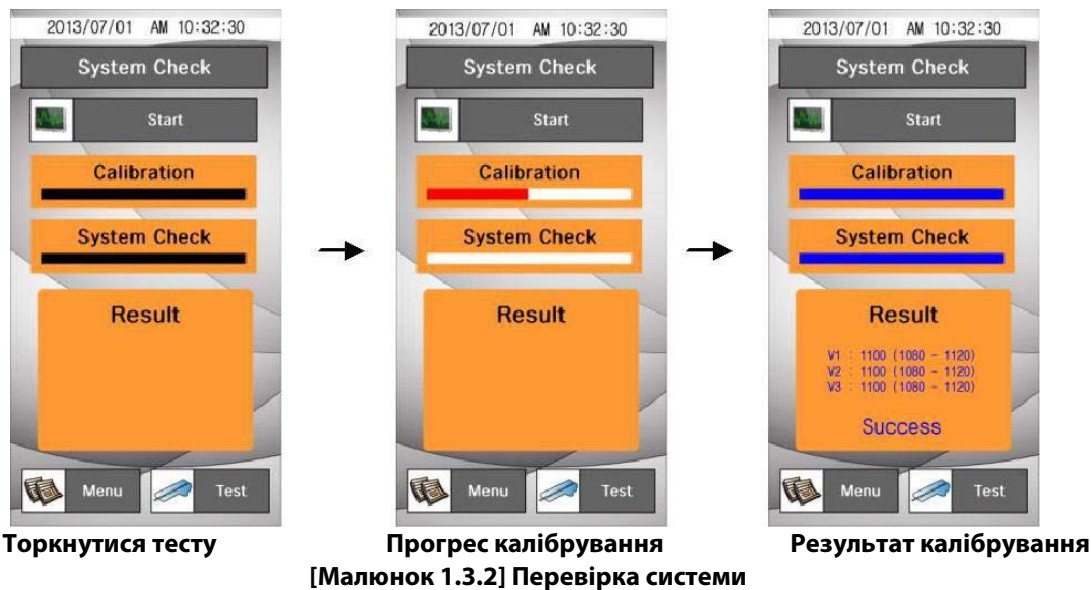 2013/07/01 AM 10:32:30
System Check
Start
Calibration
System Check
Result
Menu
Test
2013/07/01 AM 10:32:30
System Check
Start
Calibration
System Check
Result
Menu
Test
2013/07/01 AM 10:32:30
System Check
Start
Calibration
System Check
Result
V1 : 1100 (1080 - 1120)
V2 : 1100 (1080 - 1120)
V3 : 1100 (1080 - 1120)
Success
Menu
Test
Торкнутися тесту
Прогрес калібрування
Результат калібрування
[Малюнок 1.3.2] Перевірка системи